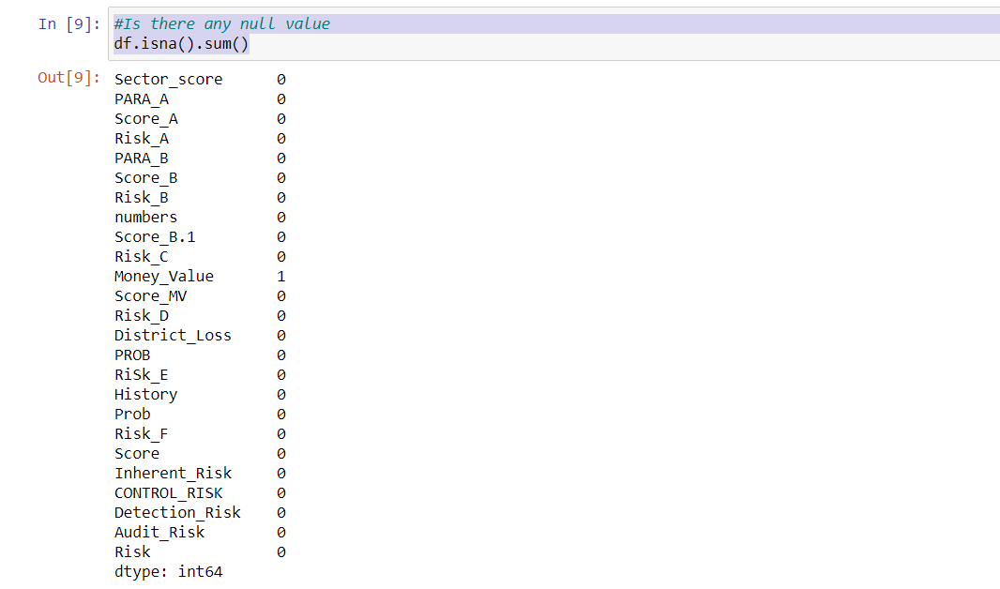 In [9]: #Is there any null value
df.isna().sum()
Out[9]: Sector_score 0
PARA_A 0
Score_A 0
Risk_A 0
PARA_B 0
Score_B 0
Risk_B 0
numbers 0
Score_B.1 0
Risk_C 0
Money_Value 1
Score_MV 0
Risk_D 0
District_Loss 0
PROB 0
RiSk_E 0
History 0
Prob 0
Risk_F 0
Score 0
Inherent_Risk 0
CONTROL_RISK 0
Detection_Risk 0
Audit_Risk 0
Risk 0
dtype: int64